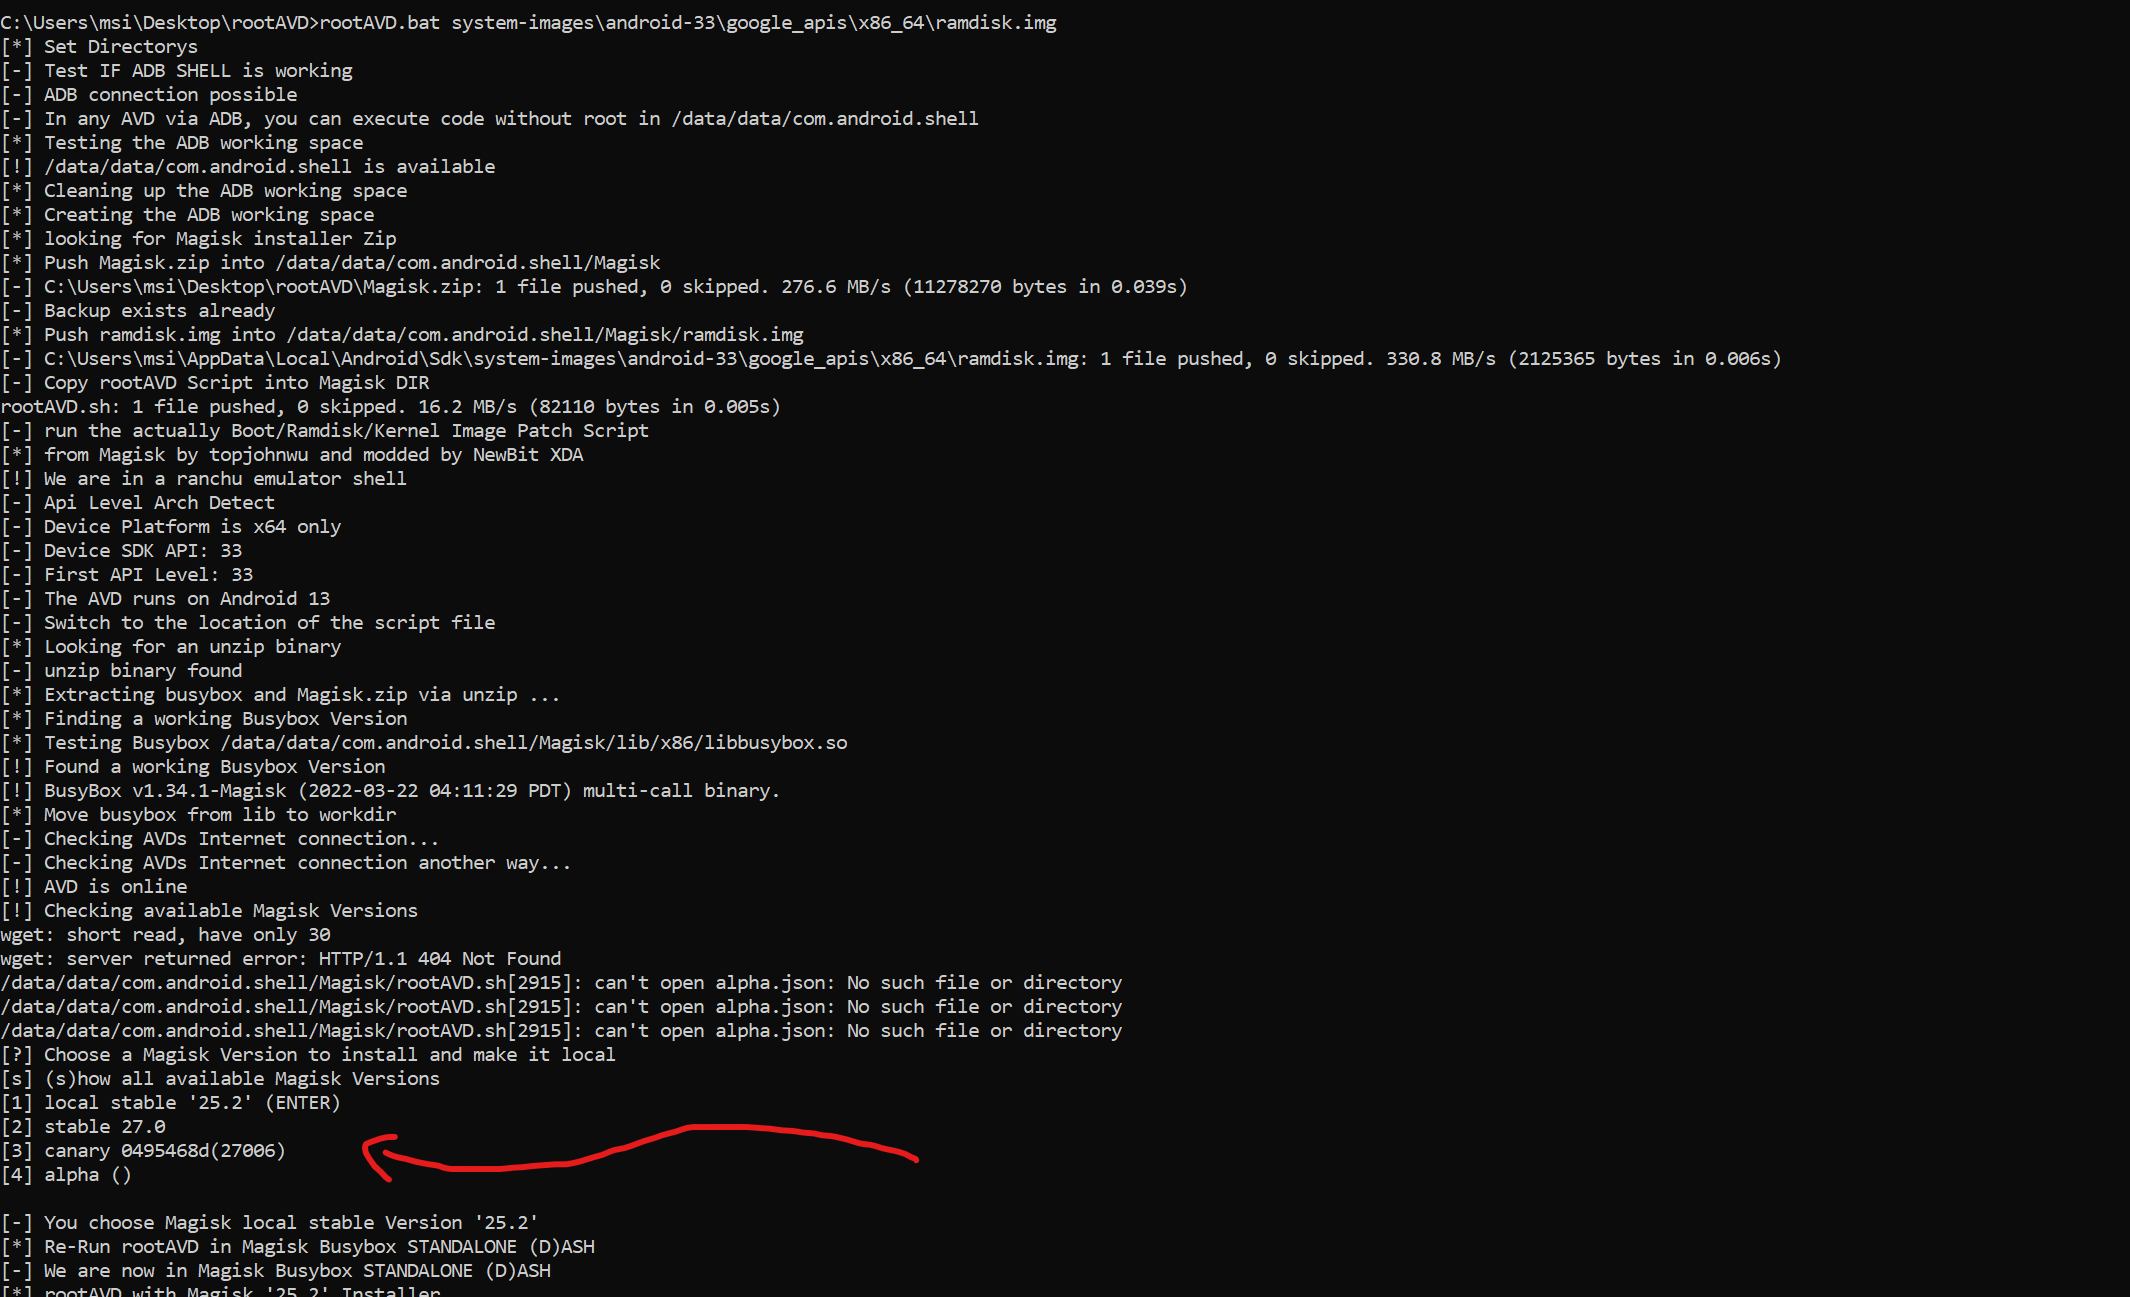 C:\Users\msi\Desktop\rootAVD>rootAVD.bat system-images\android-33\google_apis\x86_64\ramdisk.img
[*] Set Directorys
[-] Test IF ADB SHELL is working
[-] ADB connection possible
[-] In any AVD via ADB, you can execute code without root in /data/data/com.android.shell
[*] Testing the ADB working space
[!] /data/data/com.android.shell is available
[*] Cleaning up the ADB working space
[*] Creating the ADB working space
[*] looking for Magisk installer Zip
[*] Push Magisk.zip into /data/data/com.android.shell/Magisk
[-] C:\Users\msi\Desktop\rootAVD\Magisk.zip: 1 file pushed, 0 skipped. 276.6 MB/s (11278270 bytes in 0.039s)
[-] Backup exists already
[*] Push ramdisk.img into /data/data/com.android.shell/Magisk/ramdisk.img
[-] C:\Users\msi\AppData\Local\Android\Sdk\system-images\android-33\google_apis\x86_64\ramdisk.img: 1 file pushed, 0 skipped. 330.8 MB/s (2125365 bytes in 0.006s)
[-] Copy rootAVD Script into Magisk DIR
rootAVD.sh: 1 file pushed, 0 skipped. 16.2 MB/s (82110 bytes in 0.005s)
[-] run the actually Boot/Ramdisk/Kernel Image Patch Script
[*] from Magisk by topjohnwu and modded by NewBit XDA
[!] We are in a ranchu emulator shell
[-] Api Level Arch Detect
[-] Device Platform is x64 only
[-] Device SDK API: 33
[-] First API Level: 33
[-] The AVD runs on Android 13
[-] Switch to the location of the script file
[*] Looking for an unzip binary
[-] unzip binary found
[*] Extracting busybox and Magisk.zip via unzip ...
[*] Finding a working Busybox Version
[*] Testing Busybox /data/data/com.android.shell/Magisk/lib/x86/libbusybox.so
[!] Found a working Busybox Version
[!] BusyBox v1.34.1-Magisk (2022-03-22 04:11:29 PDT) multi-call binary.
[*] Move busybox from lib to workdir
[-] Checking AVDs Internet connection...
[-] Checking AVDs Internet connection another way...
[!] AVD is online
[!] Checking available Magisk Versions
wget: short read, have only 30
wget: server returned error: HTTP/1.1 404 Not Found
/data/data/com.android.shell/Magisk/rootAVD.sh[2915]: can't open alpha.json: No such file or directory
/data/data/com.android.shell/Magisk/rootAVD.sh[2915]: can't open alpha.json: No such file or directory
/data/data/com.android.shell/Magisk/rootAVD.sh[2915]: can't open alpha.json: No such file or directory
[?] Choose a Magisk Version to install and make it local
[s] (s)how all available Magisk Versions
[1] local stable '25.2' (ENTER)
[2] stable 27.0
[3] canary 0495468d(27006)
[4] alpha ()
[-] You choose Magisk local stable Version '25.2'
[*] Re-Run rootAVD in Magisk Busybox STANDALONE (D)ASH
[-] We are now in Magisk Busybox STANDALONE (D)ASH
[*] rootAVD with Magisk '25.2' Installer